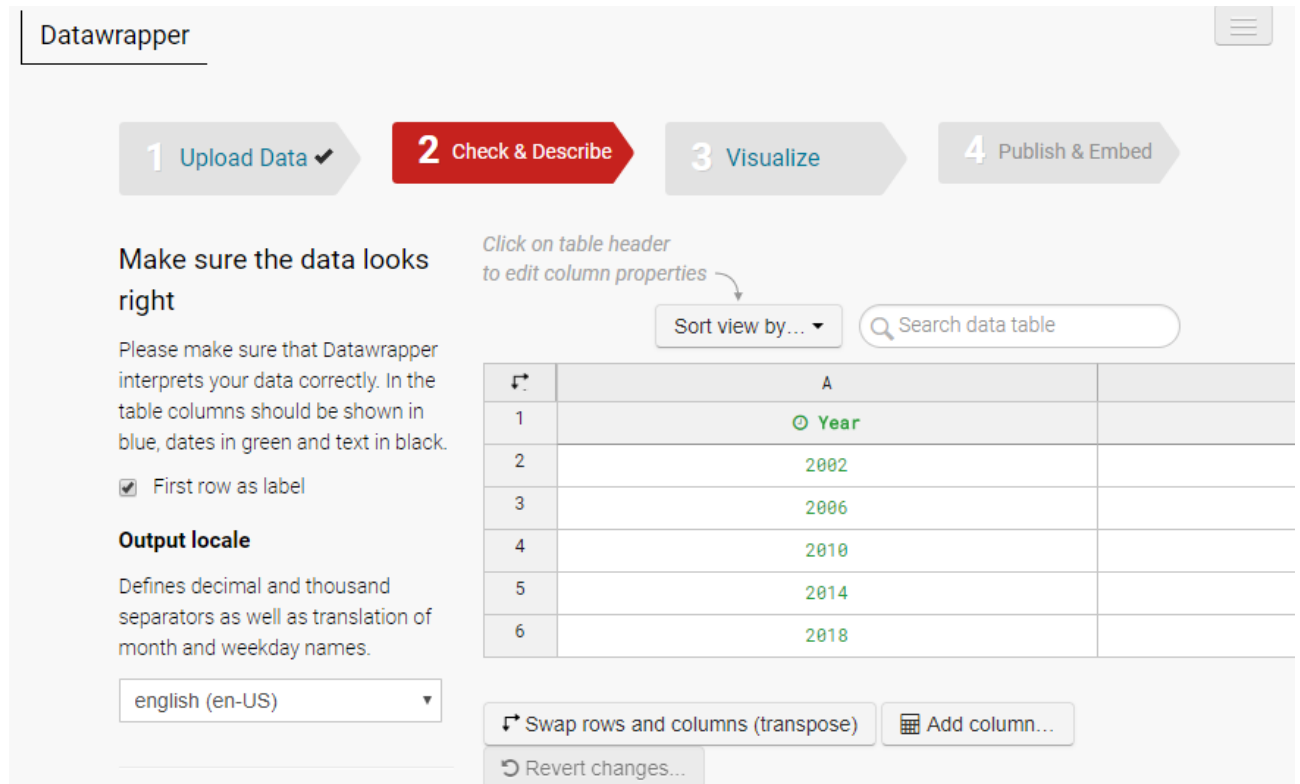 Datawrapper
1 Upload Data ✔
2 Check & Describe
3 Visualize
4 Publish & Embed
Make sure the data looks
right
Please make sure that Datawrapper
interprets your data correctly. In the
table columns should be shown in
blue, dates in green and text in black.
First row as label
Output locale
Defines decimal and thousand
separators as well as translation of
month and weekday names.
english (en-US)
Click on table header
to edit column properties
Sort view by...
Search data table
A
1 Year
2 2002
3 2006
4 2010
5 2014
6 2018
Swap rows and columns (transpose)
Add column...
Revert changes...